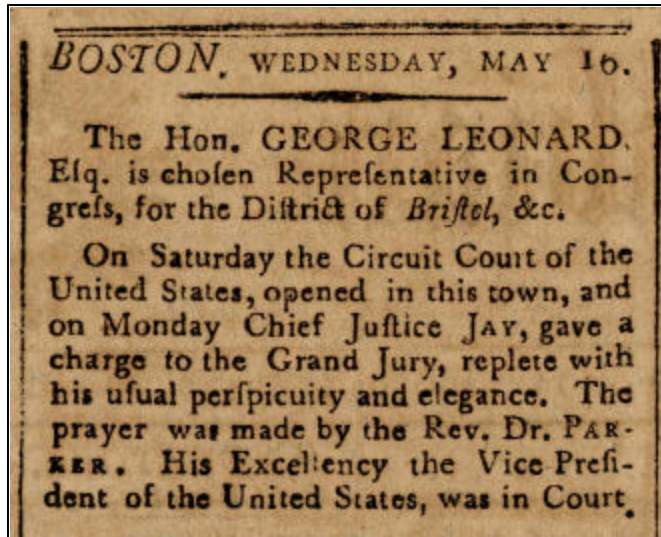 BOSTON. WEDNESDAY, MAY 16.
The Hon. GEORGE LEONARD.
Eſq. is choſen Repreſentative in Con-
greſs, for the Diſtrict of Briſtol, &c.
On Saturday the Circuit Court of the
United States, opened in this town, and
on Monday Chief Juſtice JAY, gave a
charge to the Grand Jury, replete with
his uſual perſpicuity and elegance. The
prayer was made by the Rev. Dr. PAR-
KER. His Excellency the Vice Preſi-
dent of the United States, was in Court.